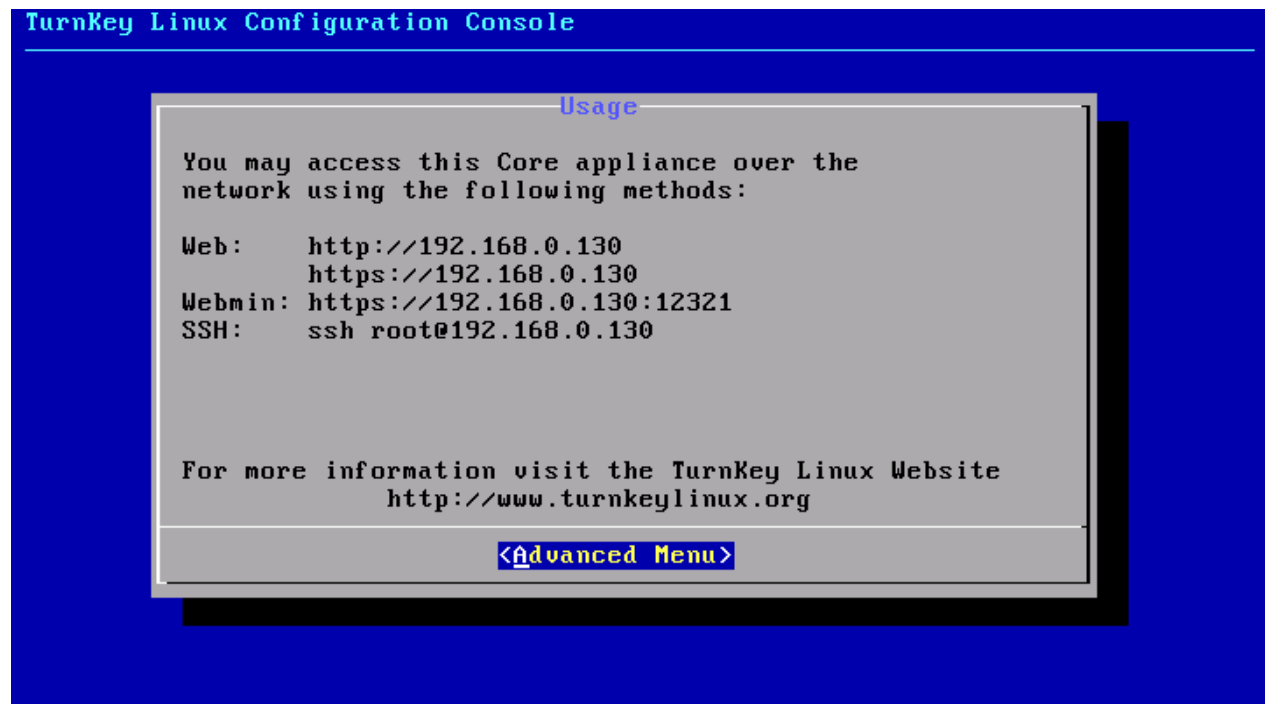 TurnKey Linux Configuration Console
Usage
You may access this Core appliance over the
network using the following methods:
Web: http://192.168.0.130
https://192.168.0.130
Webmin: https://192.168.0.130:12321
SSH: ssh root@192.168.0.130
For more information visit the TurnKey Linux Website
http://www.turnkeylinux.org
<Advanced Menu>